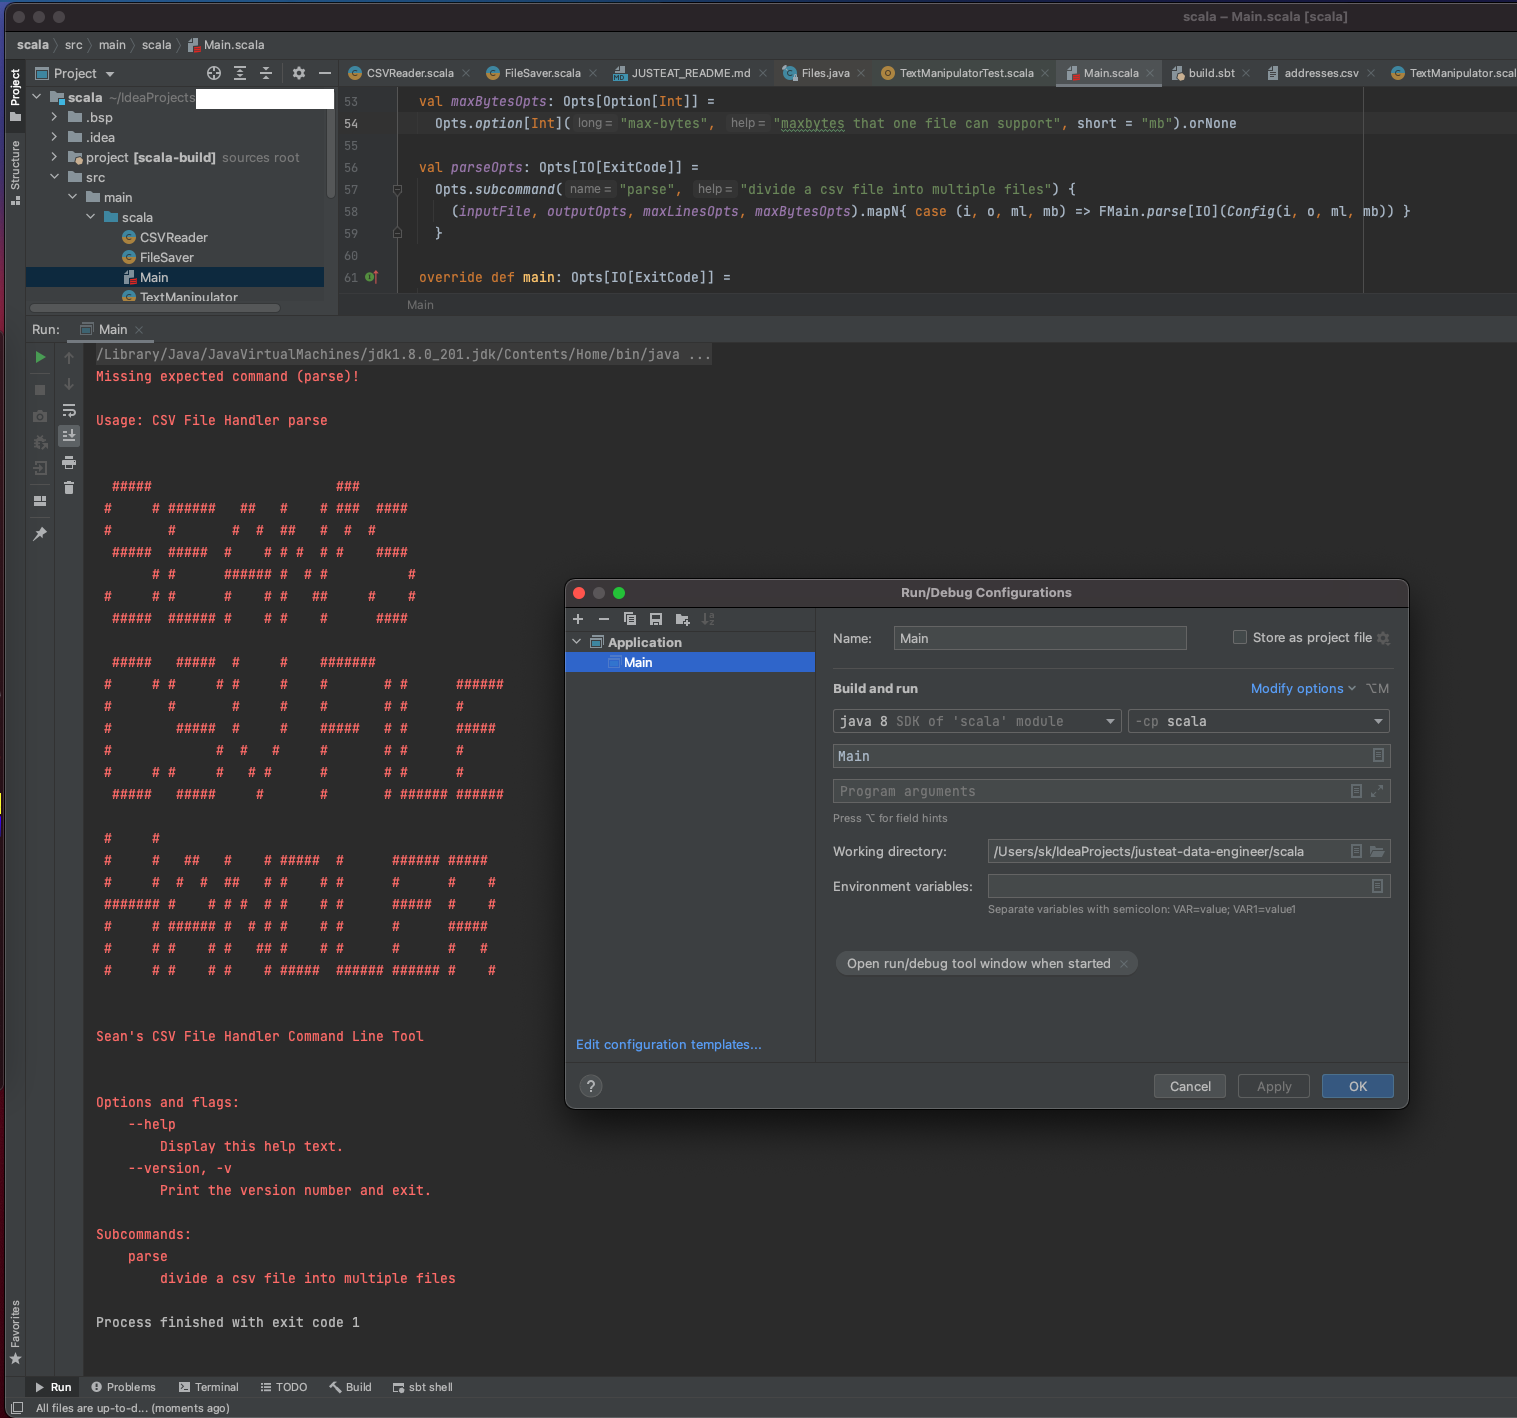 scala – Main.scala [scala]
scala src main scala Main.scala
Project
CSVReader.scala FileSaver.scala JUSTEAT_README.md Files.java TextManipulatorTest.scala Main.scala build.sbt addresses.csv TextManipulator.scal
Project
Structure
Favorites
scala ~/IdeaProjects
.bsp
.idea
project [scala-build] sources root
src
main
scala
CSVReader
FileSaver
Main
TextManipulator
53 val maxBytesOpts: Opts[Option[Int]] =
54 Opts.option[Int]( long = "max-bytes", help = "maxbytes that one file can support", short = "mb").orNone
55
56 val parseOpts: Opts[IO[ExitCode]] =
57 Opts.subcommand( name = "parse", help = "divide a csv file into multiple files") {
58 (inputFile, outputOpts, maxLinesOpts, maxBytesOpts).mapN{ case (i, o, ml, mb) => FMain.parse[IO](Config(i, o, ml, mb)) }
59 }
60
61 override def main: Opts[IO[ExitCode]] =
Main
Run: Main
/Library/Java/JavaVirtualMachines/jdk1.8.0_201.jdk/Contents/Home/bin/java ...
Missing expected command (parse)!
Usage: CSV File Handler parse
Sean's
CSV File
Handler
Sean's CSV File Handler Command Line Tool
Options and flags:
--help
Display this help text.
--version, -v
Print the version number and exit.
Subcommands:
parse
divide a csv file into multiple files
Process finished with exit code 1
Run/Debug Configurations
Application
Main
Edit configuration templates...
Name: Main
Store as project file
Build and run
Modify options ⌥M
java 8 SDK of 'scala' module
-cp scala
Main
Program arguments
Press ⌥ for field hints
Working directory: /Users/sk/IdeaProjects/justeat-data-engineer/scala
Environment variables:
Separate variables with semicolon: VAR=value; VAR1=value1
Open run/debug tool window when started
?
Cancel Apply OK
Run Problems Terminal TODO Build sbt shell
All files are up-to-d... (moments ago)